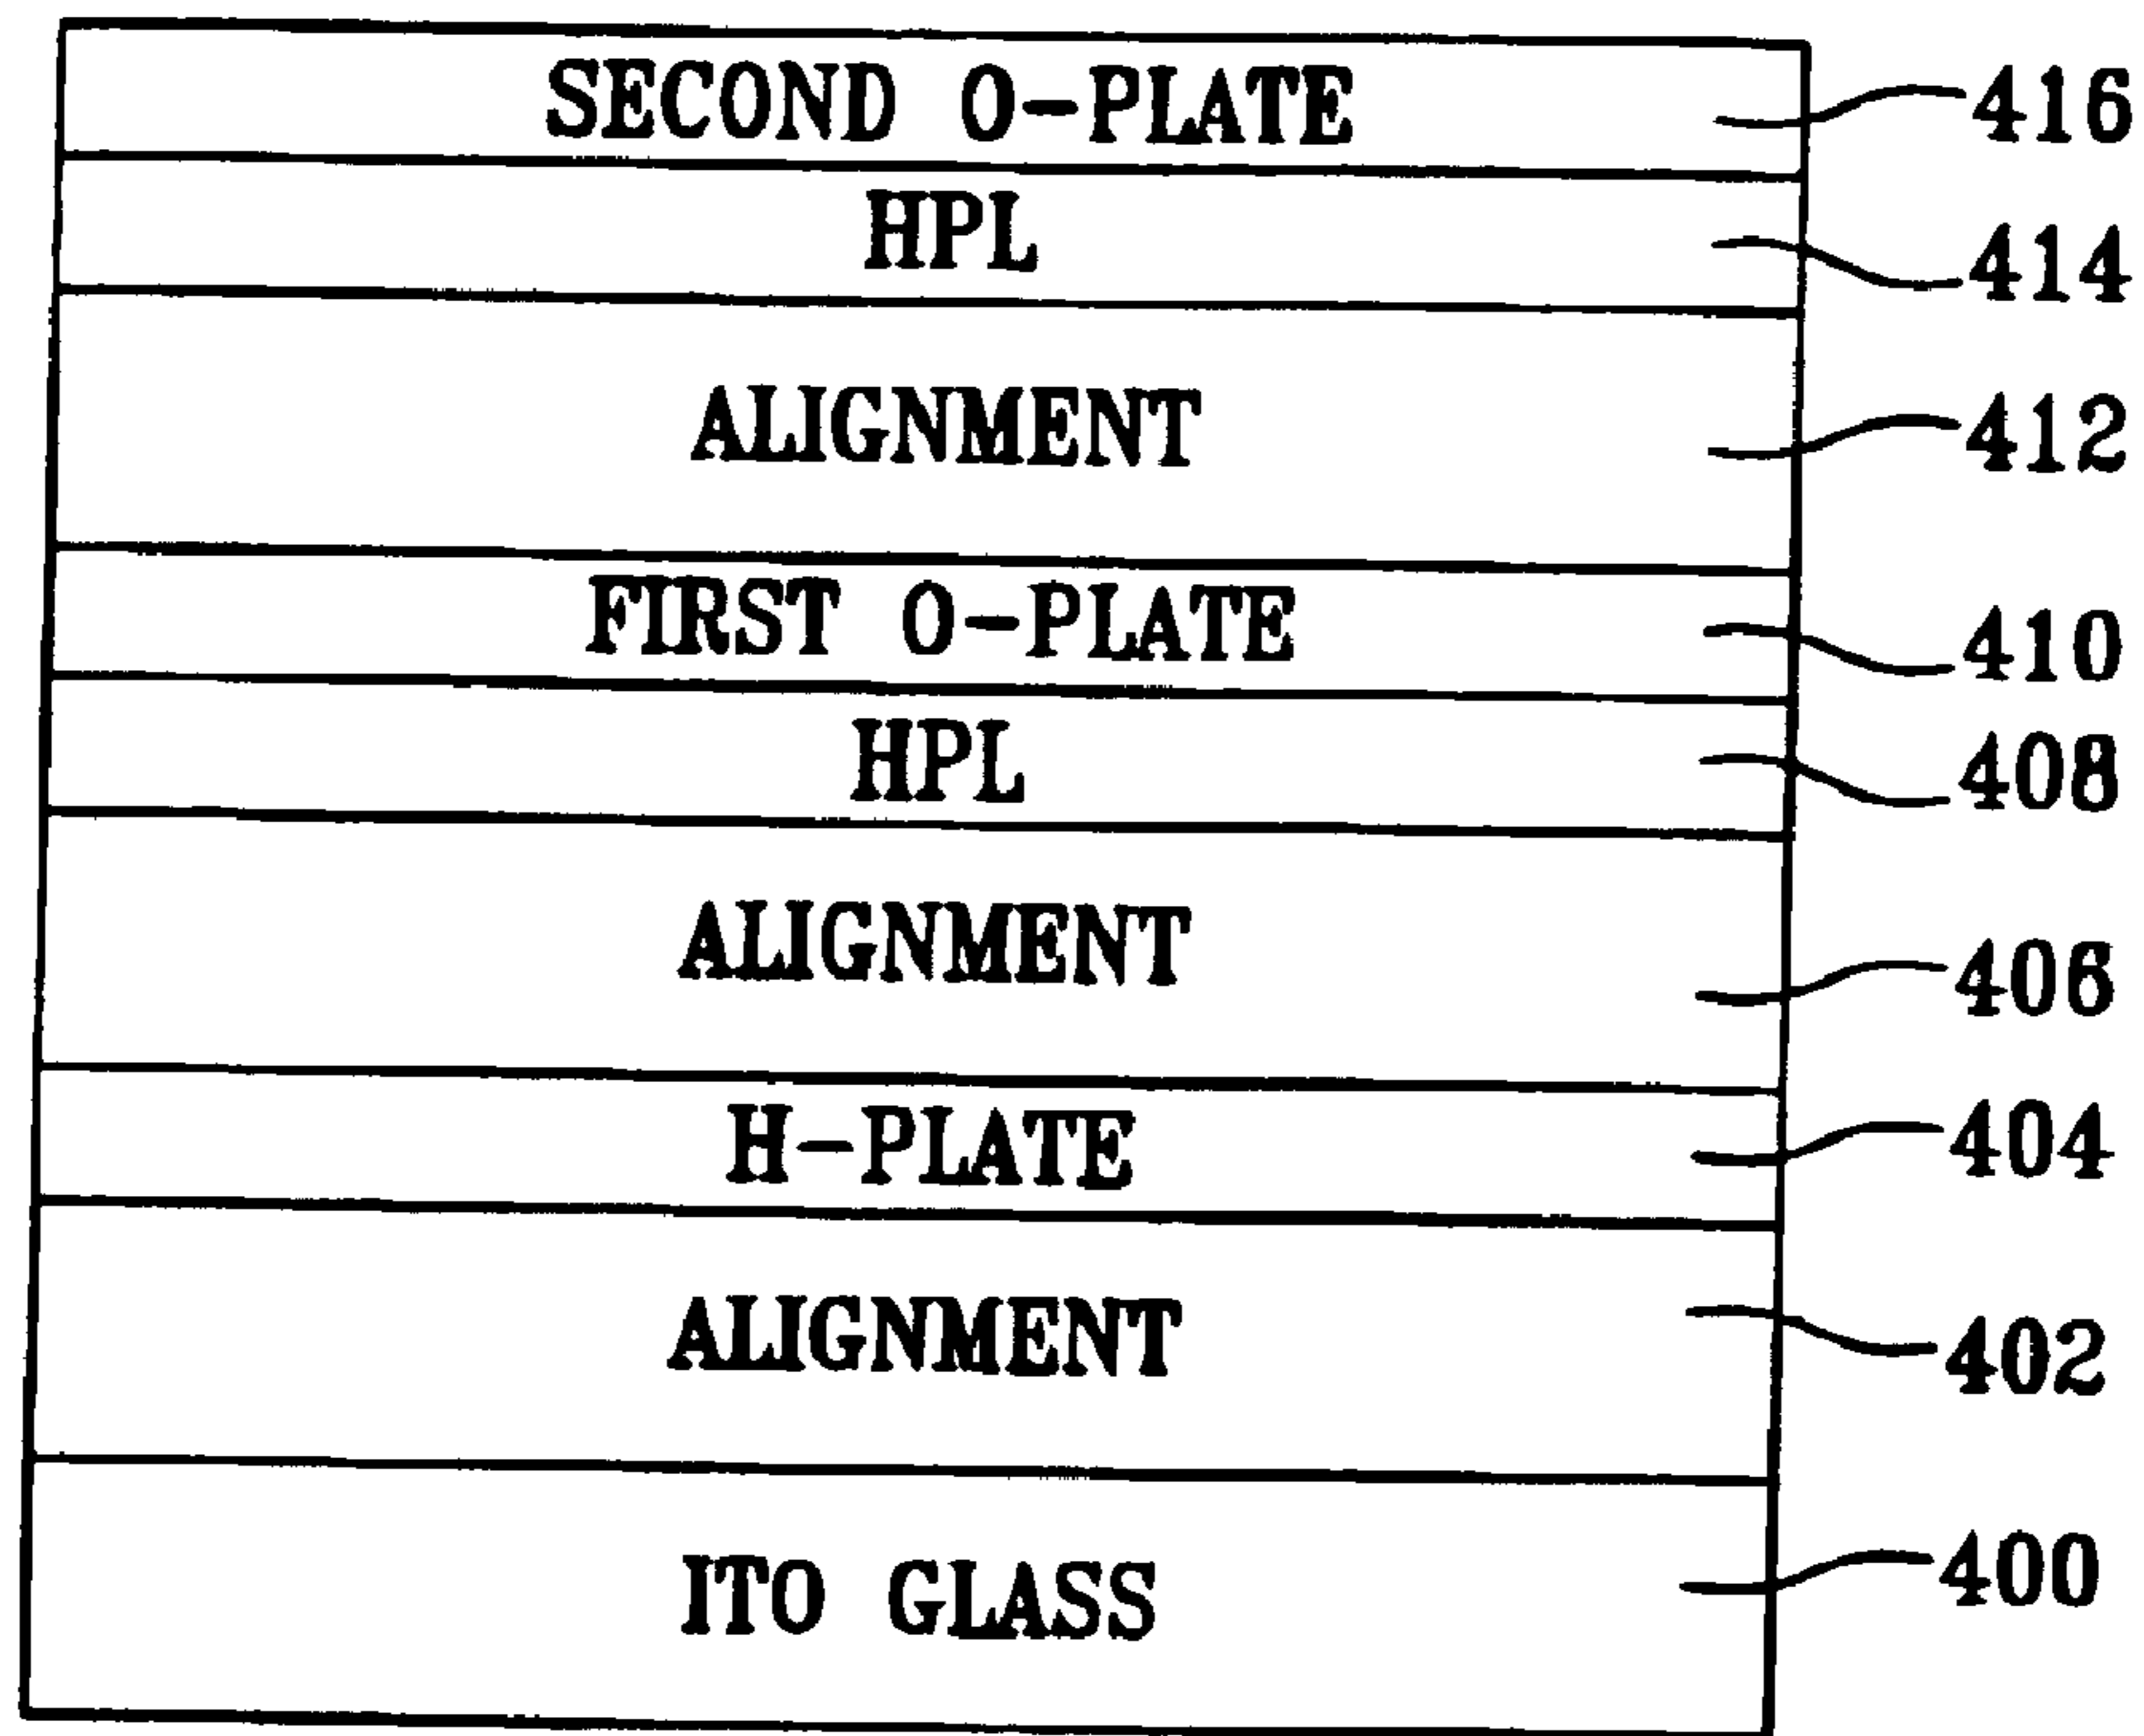 SECOND O-PLATE 416
HPL 414
ALIGNMENT 412
FIRST O-PLATE 410
HPL 408
ALIGNMENT 406
H-PLATE 404
ALIGNMENT 402
ITO GLASS 400